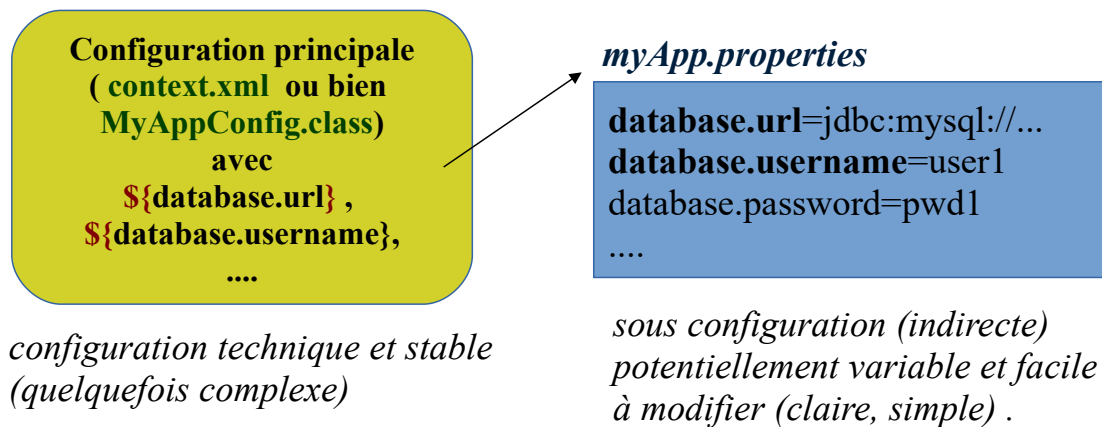 Configuration principale
( context.xml ou bien
MyAppConfig.class)
avec
${database.url} ,
${database.username},
....
configuration technique et stable
(quelquefois complexe)
myApp.properties
database.url=jdbc:mysql://...
database.username=user1
database.password=pwd1
....
sous configuration (indirecte)
potentiellement variable et facile
à modifier (claire, simple) .